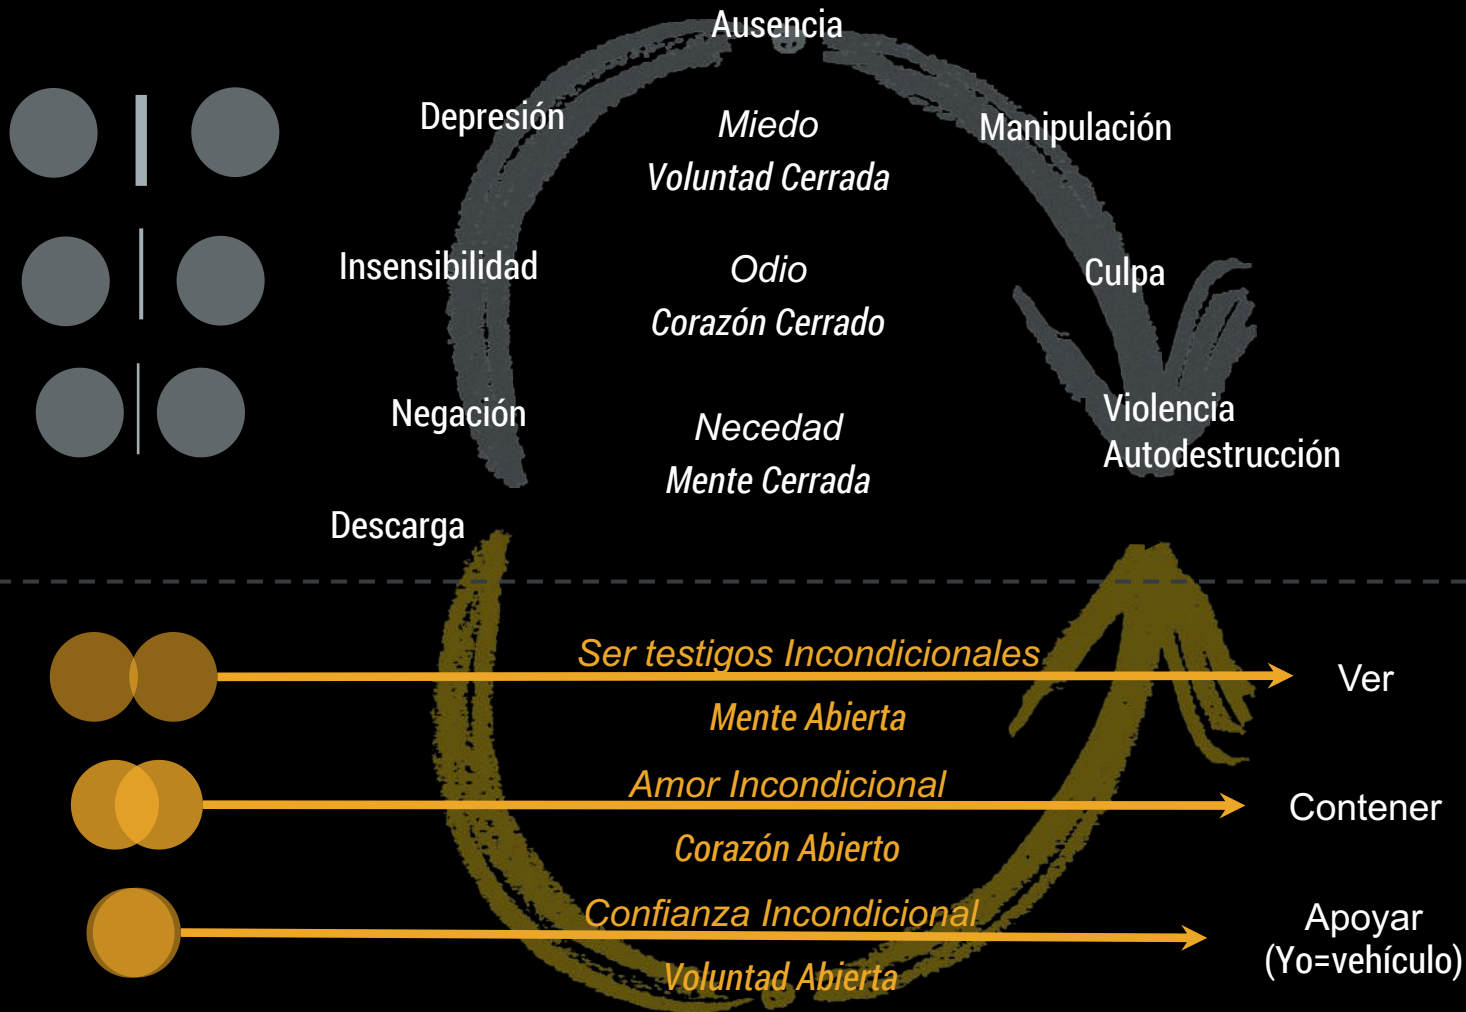 Ausencia
Depresión
Miedo
Manipulación
Voluntad Cerrada
Insensibilidad
Odio
Culpa
Corazón Cerrado
Negación
Necedad
Violencia
Autodestrucción
Mente Cerrada
Descarga
Ser testigos Incondicionales
Ver
Mente Abierta
Amor Incondicional
Contener
Corazón Abierto
Confianza Incondicional
Apoyar
(Yo=vehículo)
Voluntad Abierta